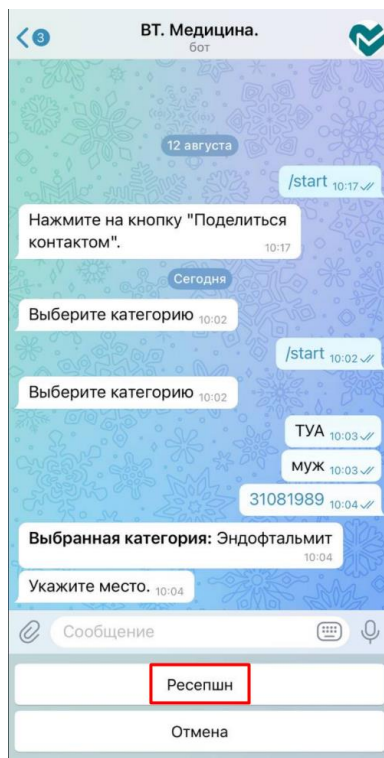 3
ВТ. Медицина.
бот
12 августа
/start 10:17
Нажмите на кнопку "Поделиться
контактом".
10:17
Сегодня
Выберите категорию 10:02
/start 10:02
Выберите категорию 10:02
ТУА 10:03
муж 10:03
31081989 10:04
Выбранная категория: Эндофтальмит
10:04
Укажите место. 10:04
Сообщение
Ресепшн
Отмена